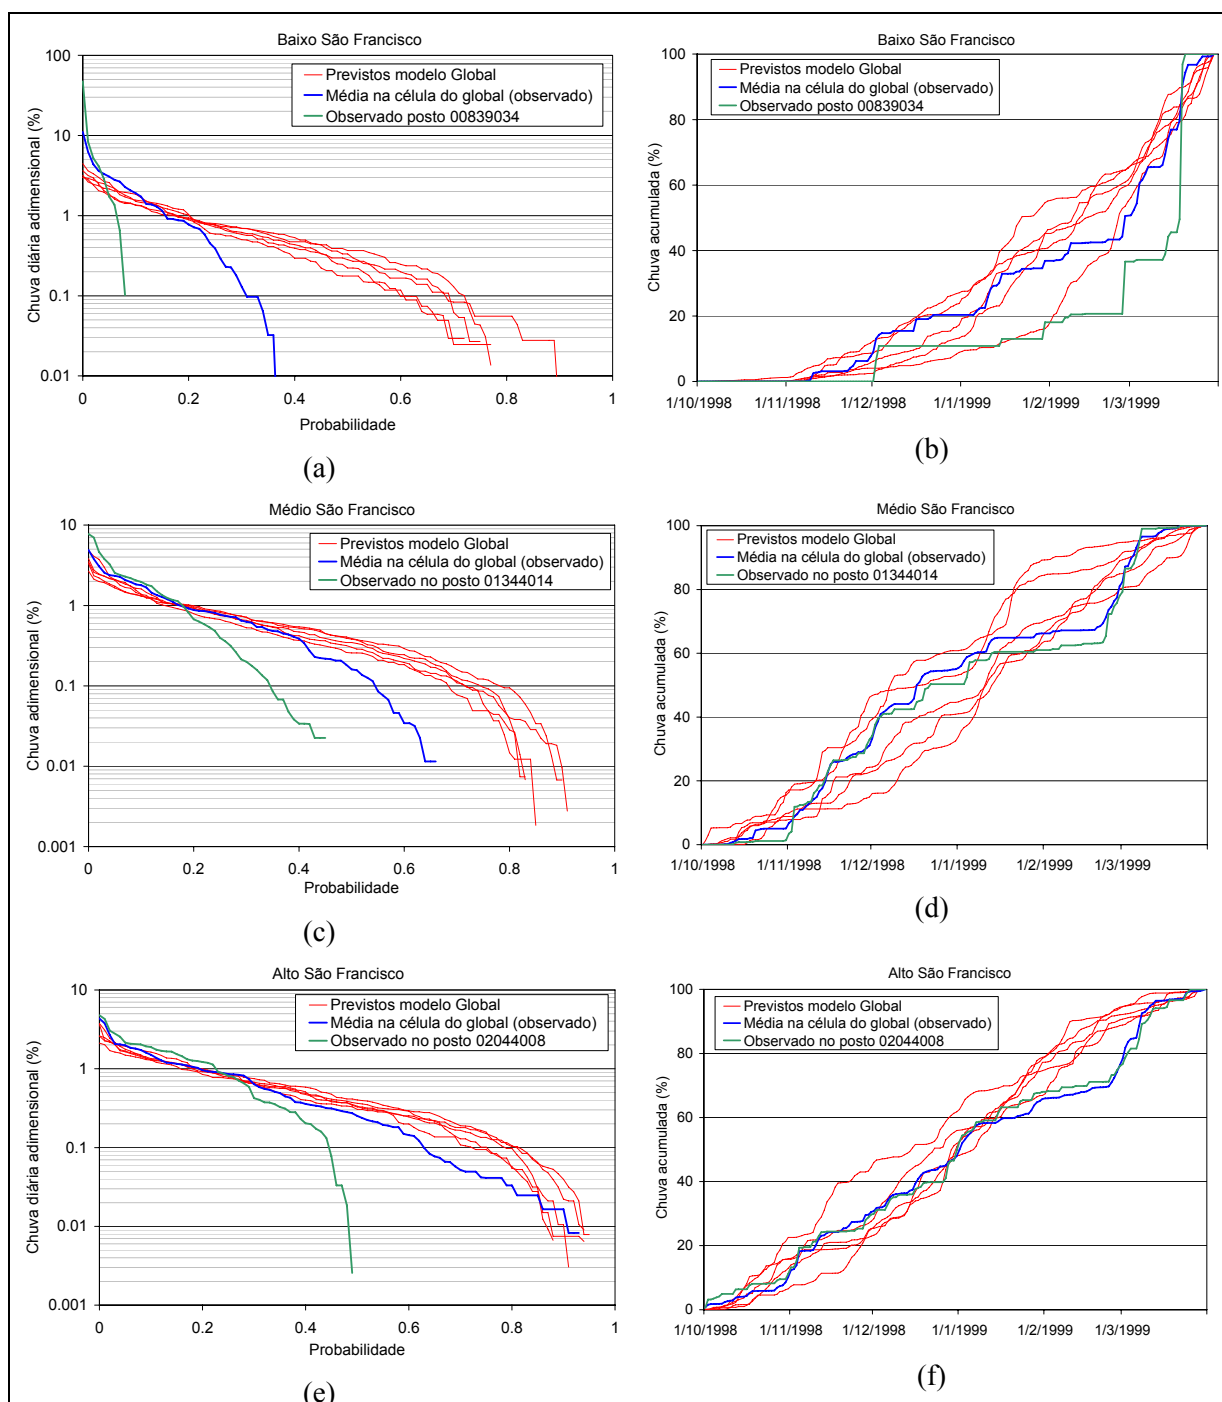 Baixo São Francisco
100
10
1
0.1
0.01
Chuva diária adimensional (%)
Previstos modelo Global
Média na célula do global (observado)
Observado posto 00839034
0
0.2
0.4
0.6
0.8
1
Probabilidade
(a)
Baixo São Francisco
100
80
60
40
20
0
Chuva acumulada (%)
Previstos modelo Global
Média na célula do global (observado)
Observado posto 00839034
1/10/1998
1/11/1998
1/12/1998
1/1/1999
1/2/1999
1/3/1999
(b)
Médio São Francisco
10
1
0.1
0.01
0.001
Chuva adimensional (%)
Previstos modelo Global
Média na célula do global (observado)
Observado no posto 01344014
0
0.2
0.4
0.6
0.8
1
Probabilidade
(c)
Médio São Francisco
100
80
60
40
20
0
Chuva acumulada (%)
Previstos modelo Global
Média na célula do global (observado)
Observado no posto 01344014
1/10/1998
1/11/1998
1/12/1998
1/1/1999
1/2/1999
1/3/1999
(d)
Alto São Francisco
10
1
0.1
0.01
0.001
Chuva diária adimensional (%)
Previstos modelo Global
Média na célula do global (observado)
Observado no posto 02044008
0
0.2
0.4
0.6
0.8
1
Probabilidade
(e)
Alto São Francisco
100
80
60
40
20
0
Chuva acumulada (%)
Previstos modelo Global
Média na célula do global (observado)
Observado no posto 02044008
1/10/1998
1/11/1998
1/12/1998
1/1/1999
1/2/1999
1/3/1999
(f)